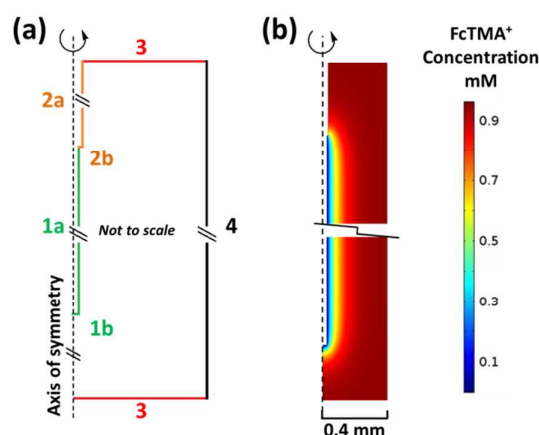 (a)
3
2a
2b
1a
Not to scale
4
1b
Axis of symmetry
3
(b)
0.4 mm
FcTMA⁺
Concentration
mM
0.9
0.7
0.5
0.3
0.1